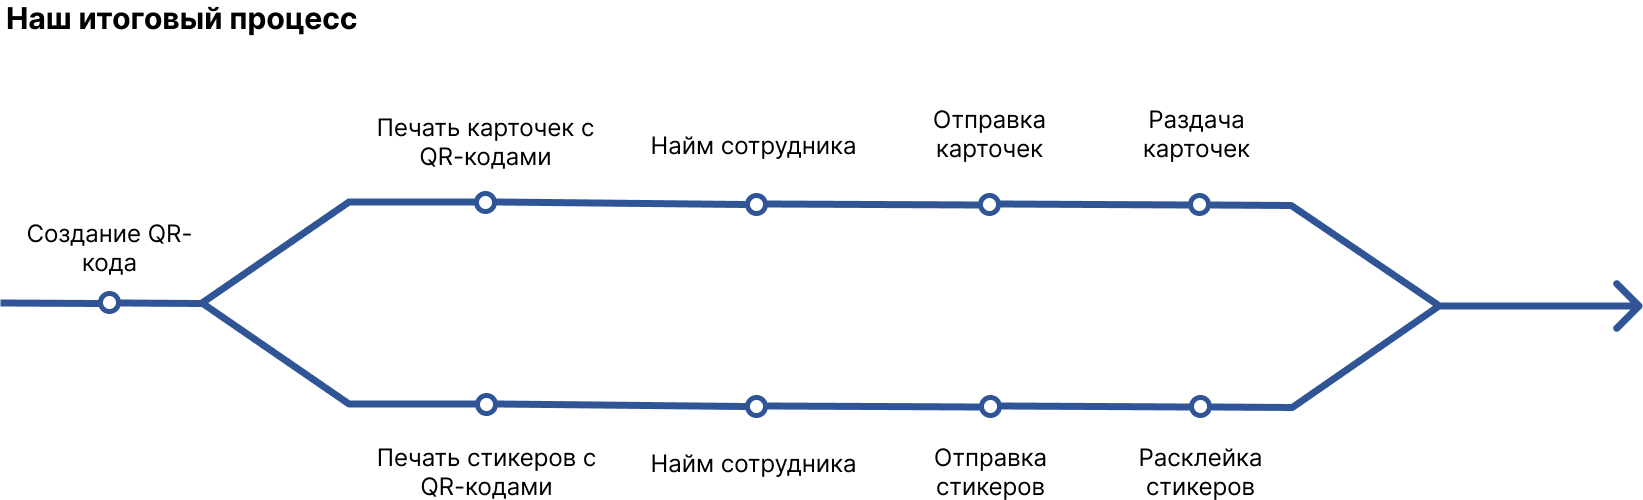 Наш итоговый процесс
Создание QR-
кода
Печать карточек с
QR-кодами
Найм сотрудника
Отправка
карточек
Раздача
карточек
Печать стикеров с
QR-кодами
Найм сотрудника
Отправка
стикеров
Расклейка
стикеров